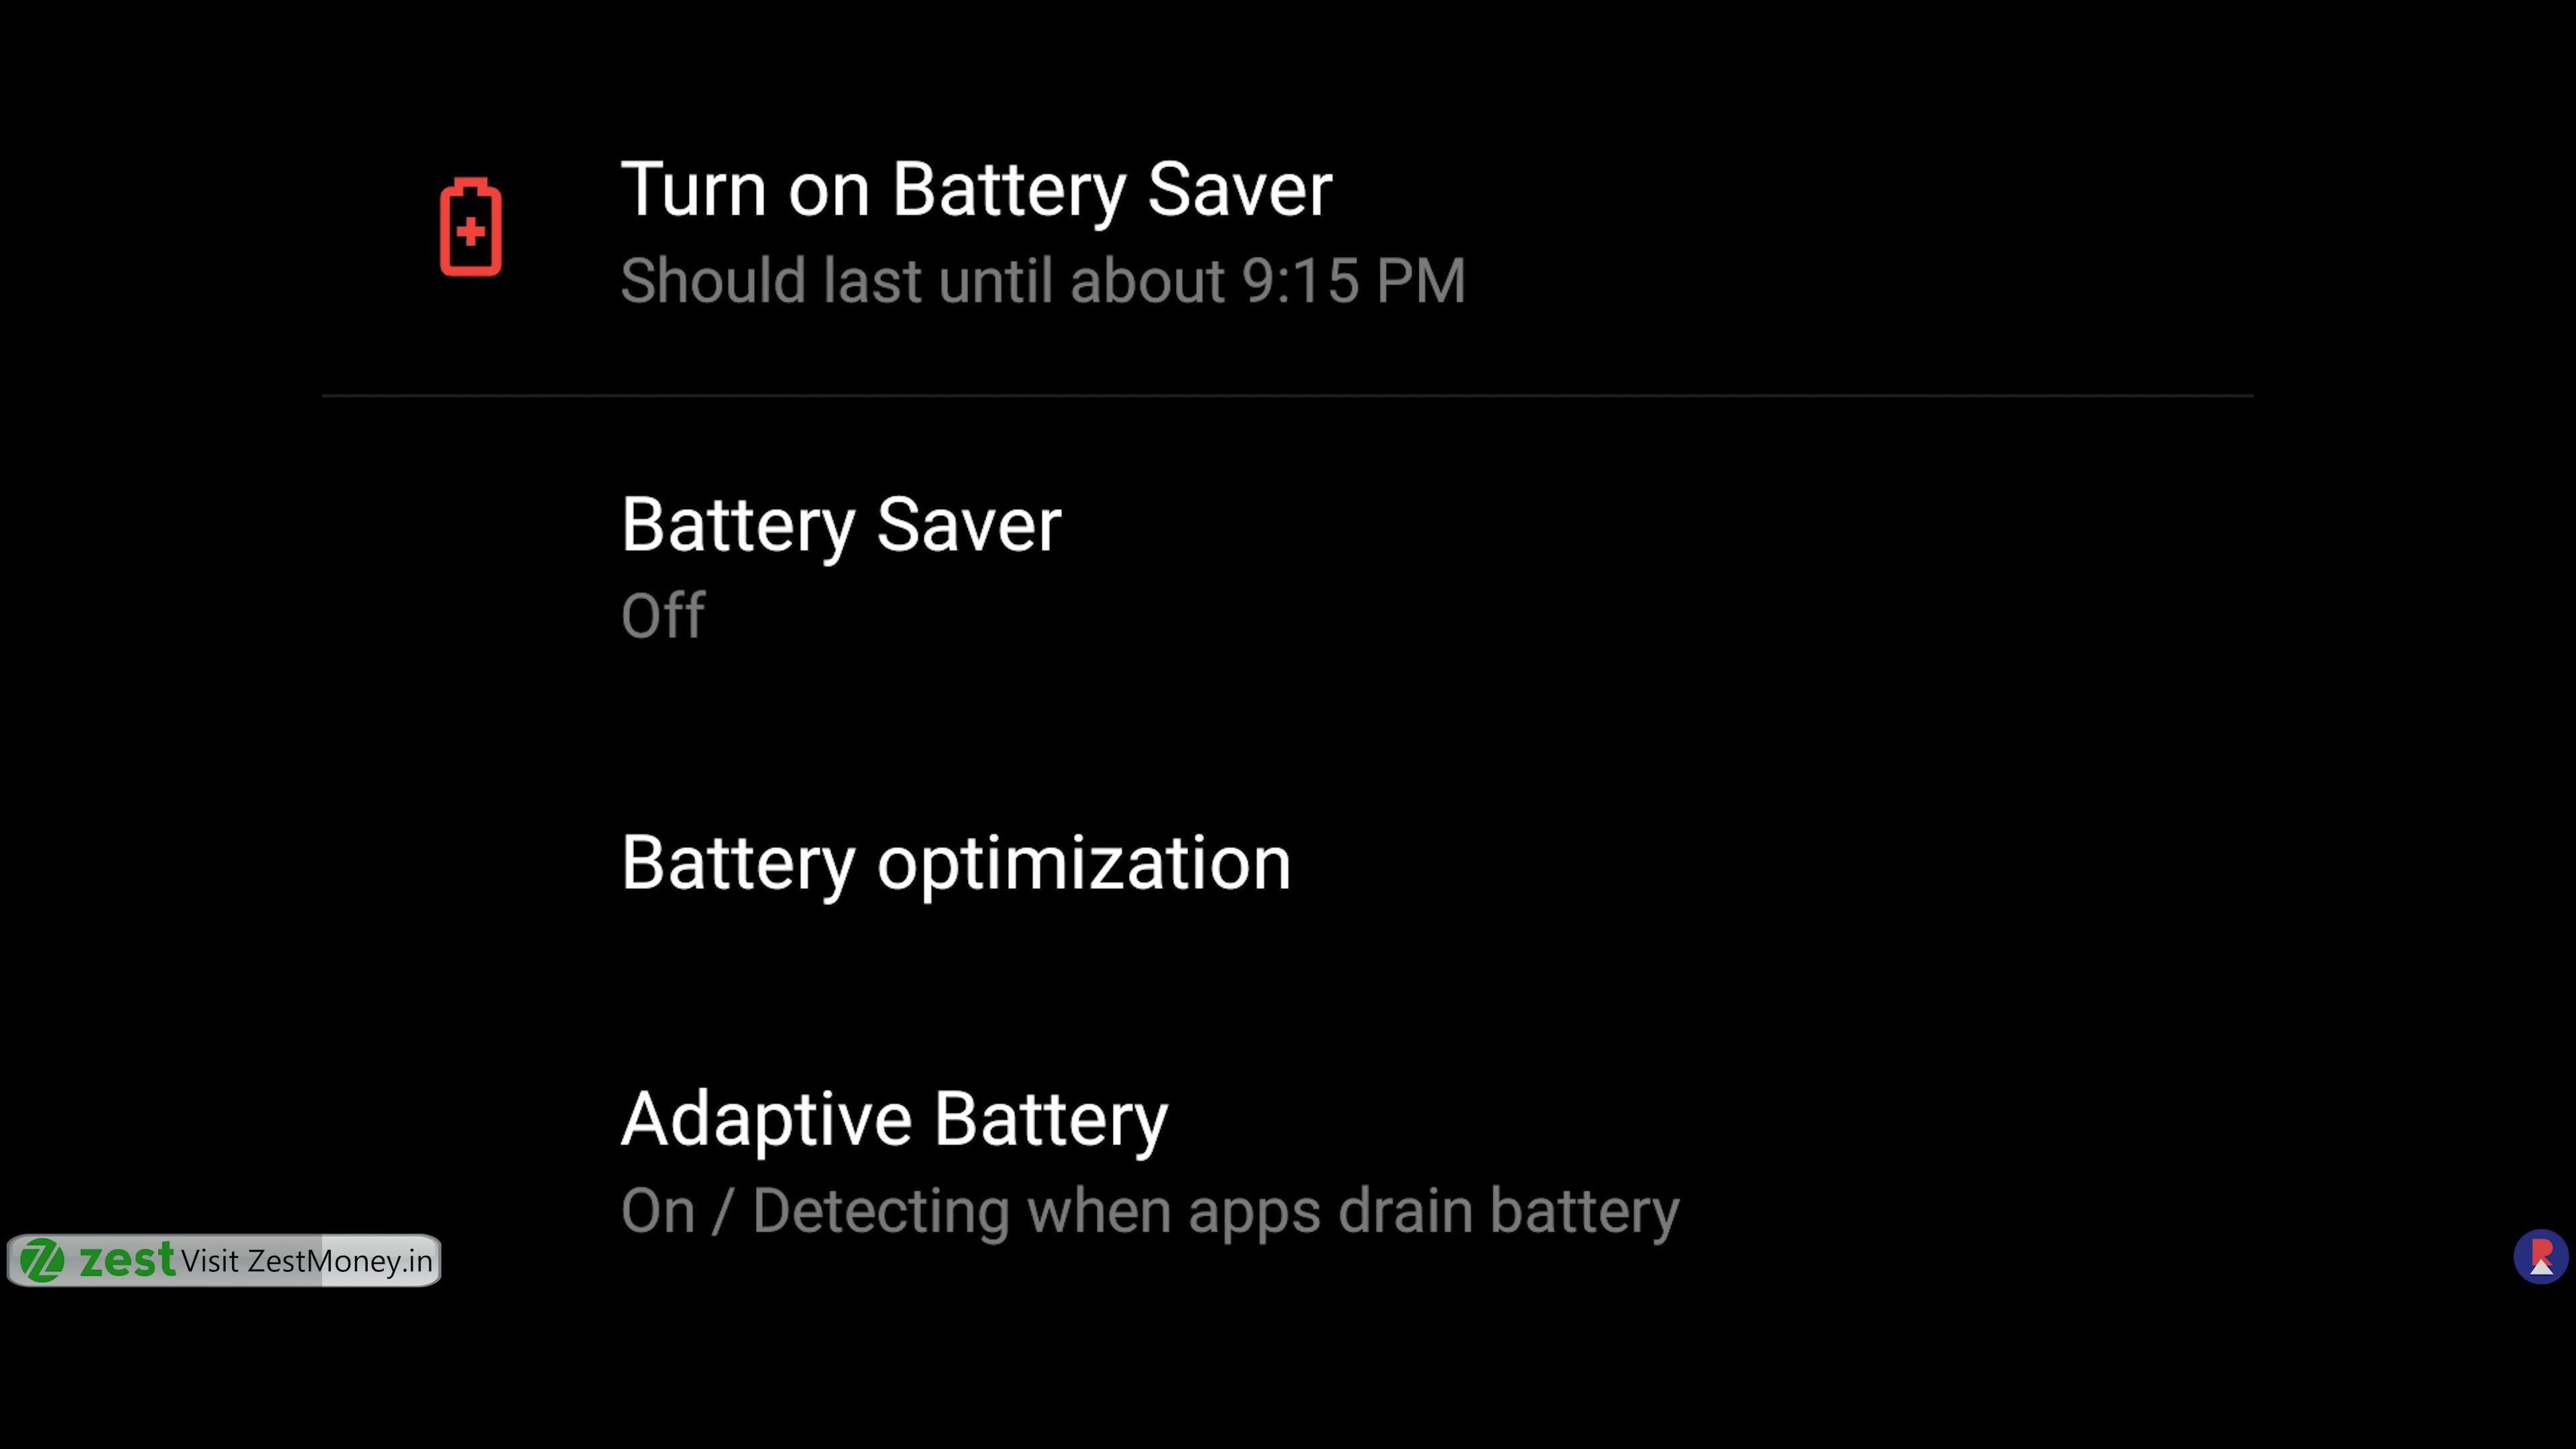 Turn on Battery Saver
Should last until about 9:15 PM
Battery Saver
Off
Battery optimization
Adaptive Battery
On / Detecting when apps drain battery
zest Visit ZestMoney.in
R